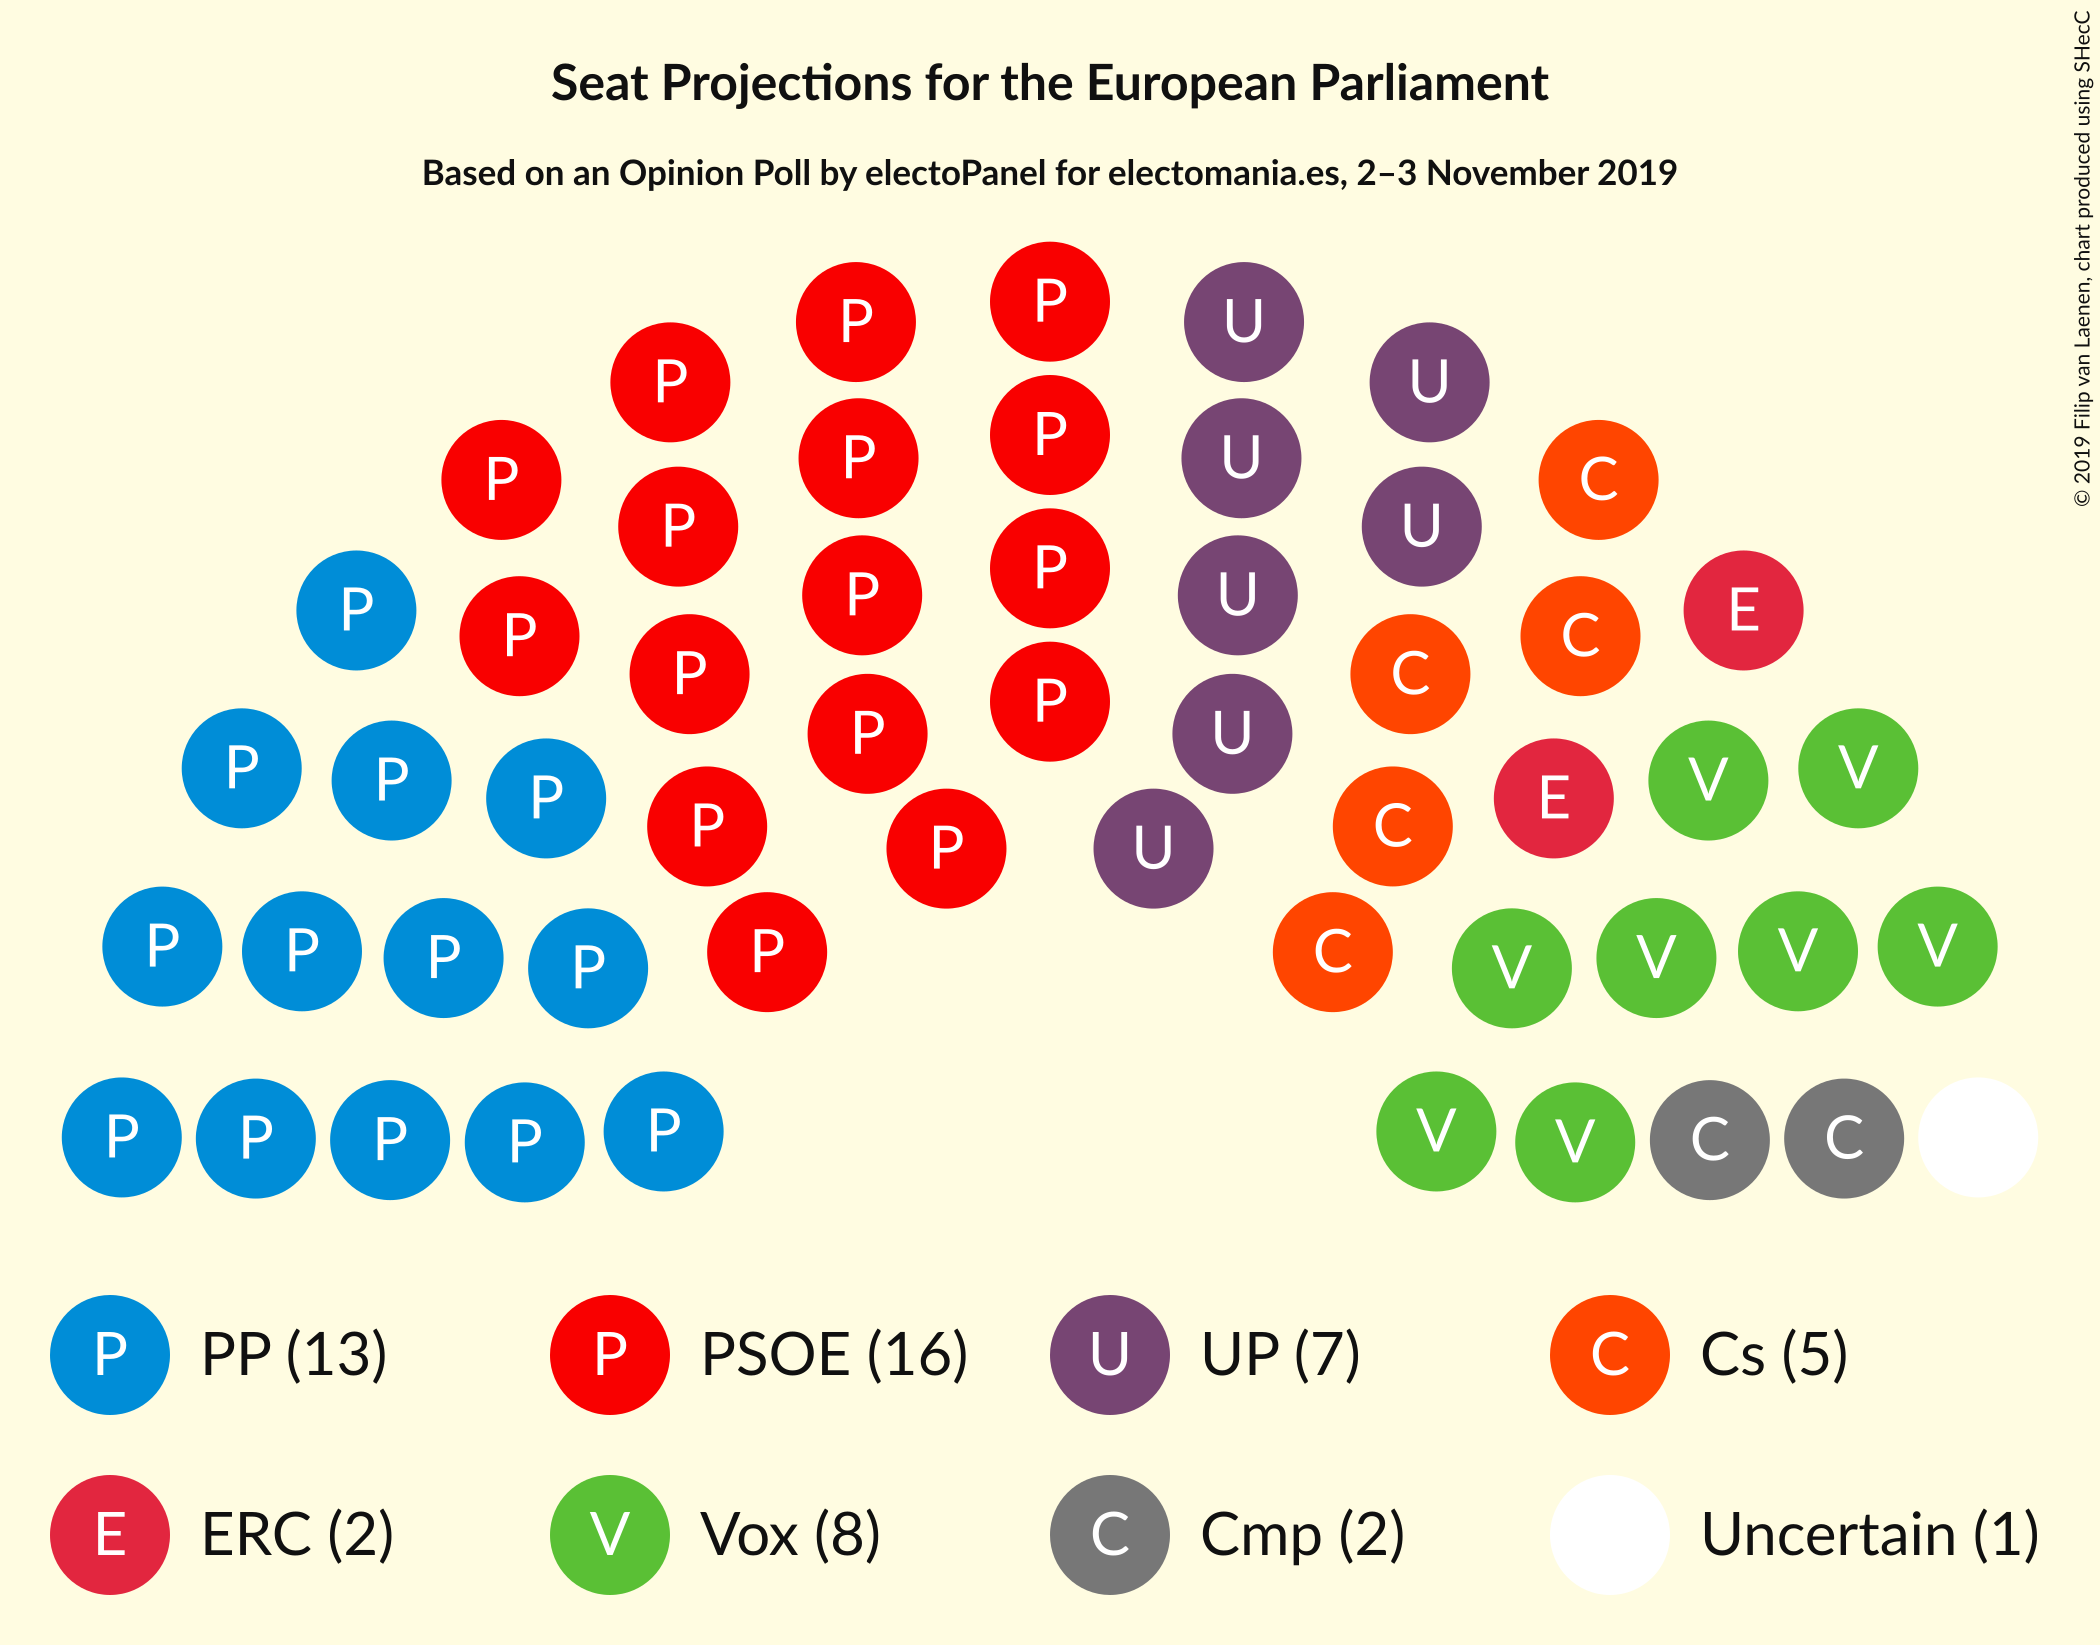 Seat Projections for the European Parliament
Based on an Opinion Poll by electoPanel for electomania.es, 2–3 November 2019
© 2019 Filip van Laenen, chart produced using SHecC
P
P P U
P U
P P
P U
P C
P U
P P U
P E
P C
P P C
P V V
P P U
P P C
P U
P P C
P P P P V V V V
P P P P P V V C C
P PP (13) P PSOE (16) U UP (7) C Cs (5)
E ERC (2) V Vox (8) C Cmp (2) Uncertain (1)